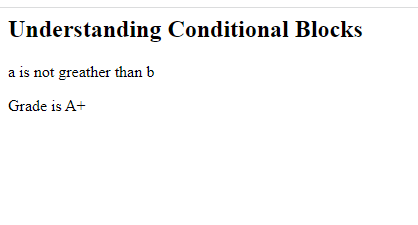 Understanding Conditional Blocks
a is not greather than b
Grade is A+